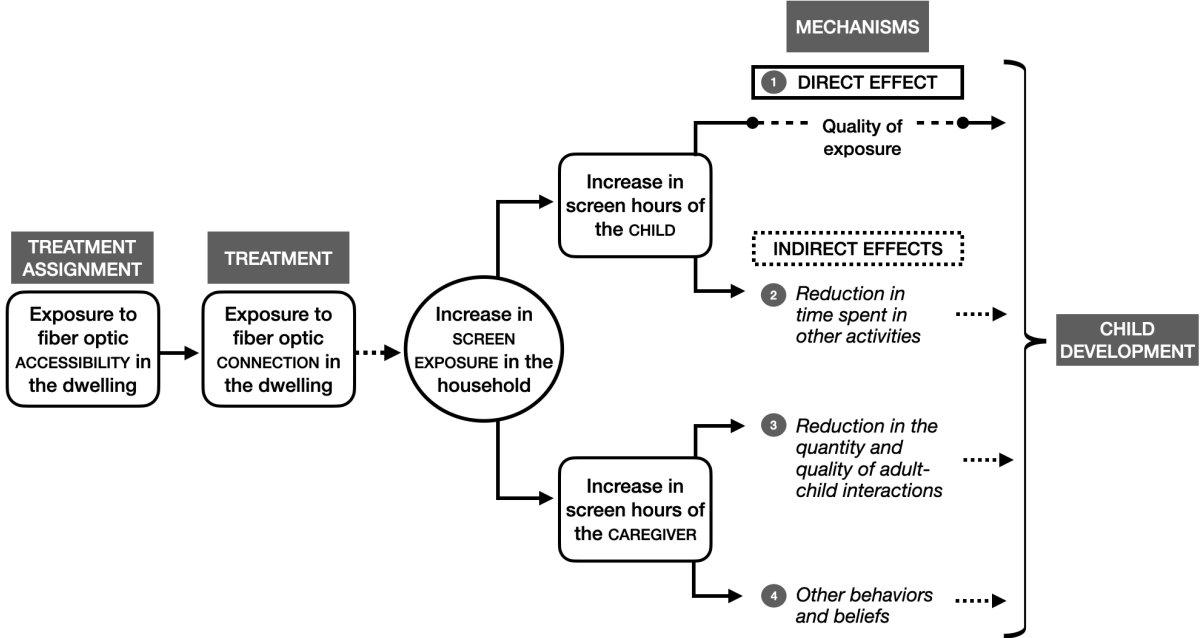 MECHANISMS
1 DIRECT EFFECT
Quality of
exposure
Increase in
screen hours of
the CHILD
INDIRECT EFFECTS
2 Reduction in
time spent in
other activities
TREATMENT
ASSIGNMENT
Exposure to
fiber optic
ACCESSIBILITY in
the dwelling
TREATMENT
Exposure to
fiber optic
CONNECTION in
the dwelling
Increase in
SCREEN
EXPOSURE in the
household
CHILD
DEVELOPMENT
3 Reduction in the
quantity and
quality of adult-
child interactions
Increase in
screen hours of
the CAREGIVER
4 Other behaviors
and beliefs